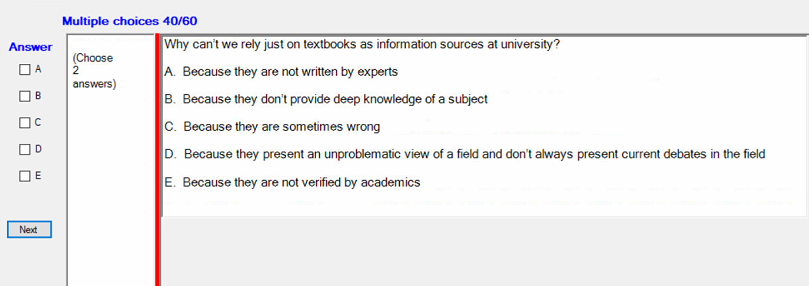 Multiple choices 40/60
Answer
A
B
C
D
E
Next
(Choose
2
answers)
Why can't we rely just on textbooks as information sources at university?
A. Because they are not written by experts
B. Because they don't provide deep knowledge of a subject
C. Because they are sometimes wrong
D. Because they present an unproblematic view of a field and don't always present current debates in the field
E. Because they are not verified by academics